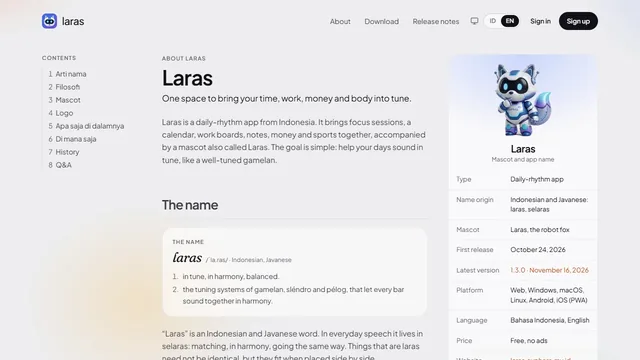 laras
About
Download
Release notes
ID
EN
Sign in
Sign up
CONTENTS
1 Arti nama
2 Filosofi
3 Mascot
4 Logo
5 Apa saja di dalamnya
6 Di mana saja
7 History
8 Q&A
ABOUT LARAS
Laras
One space to bring your time, work, money and body into tune.
Laras is a daily-rhythm app from Indonesia. It brings focus sessions, a
calendar, work boards, notes, money and sports together, accompanied
by a mascot also called Laras. The goal is simple: help your days sound in
tune, like a well-tuned gamelan.
The name
THE NAME
laras / ˈla.ras/ · Indonesian, Javanese
1. in tune, in harmony, balanced.
2. the tuning systems of gamelan, sléndro and pélog, that let every bar
sound together in harmony.
“Laras” is an Indonesian and Javanese word. In everyday speech it lives in
selaras: matching, in harmony, going the same way. Things that are laras
need not be identical, but they fit when placed side by side.
Laras
Mascot and app name
Type Daily-rhythm app
Name origin Indonesian and Javanese:
laras, selaras
Mascot Laras, the robot fox
First release October 24, 2026
Latest version 1.3.0 · November 16, 2026
Platform Web, Windows, macOS,
Linux, Android, iOS (PWA)
Language Bahasa Indonesia, English
Price Free, no ads
Website